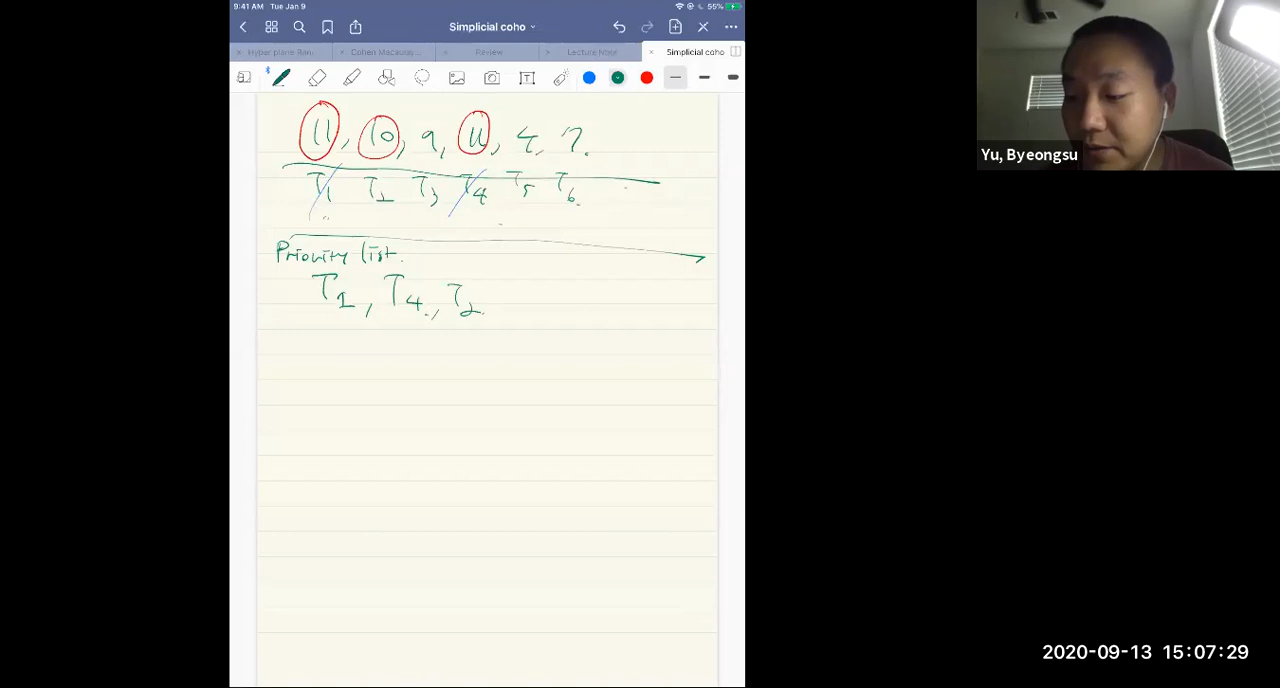 9:41 AM Tue Jan 9
55%
Simplicial coho
Hyper plane Ran
Cohen Macaulay
Review
Lecture Note
Simplicial coho
11, 10, 9, 11, 4, 7.
T1 T2 T3 T4 T5 T6
Priority list.
T1, T4, T2
Yu, Byeongsu
2020-09-13 15:07:29